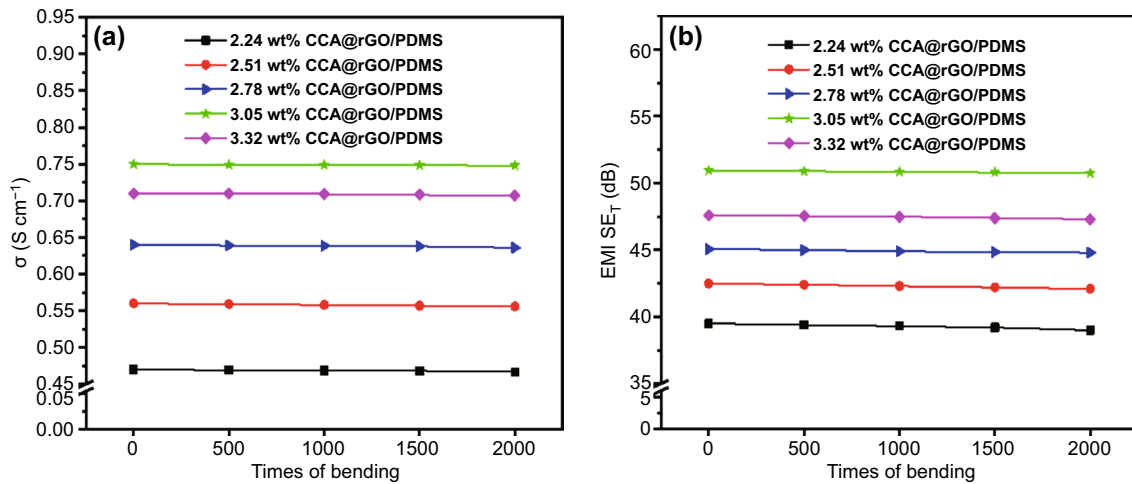 (a)
2.24 wt% CCA@rGO/PDMS
2.51 wt% CCA@rGO/PDMS
2.78 wt% CCA@rGO/PDMS
3.05 wt% CCA@rGO/PDMS
3.32 wt% CCA@rGO/PDMS
0.95
0.90
0.85
0.80
0.75
0.70
0.65
0.60
0.55
0.50
0.45
0.05
0.00
σ (S cm⁻¹)
0 500 1000 1500 2000
Times of bending
(b)
2.24 wt% CCA@rGO/PDMS
2.51 wt% CCA@rGO/PDMS
2.78 wt% CCA@rGO/PDMS
3.05 wt% CCA@rGO/PDMS
3.32 wt% CCA@rGO/PDMS
60
55
50
45
40
35
5
0
EMI SE_T (dB)
0 500 1000 1500 2000
Times of bending